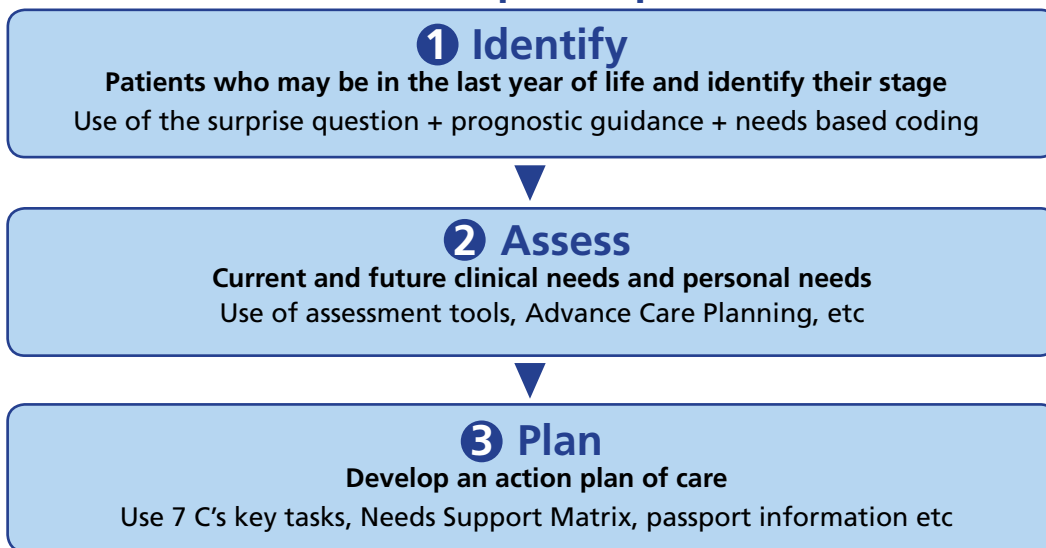 1 Identify
Patients who may be in the last year of life and identify their stage
Use of the surprise question + prognostic guidance + needs based coding
2 Assess
Current and future clinical needs and personal needs
Use of assessment tools, Advance Care Planning, etc
3 Plan
Develop an action plan of care
Use 7 C's key tasks, Needs Support Matrix, passport information etc